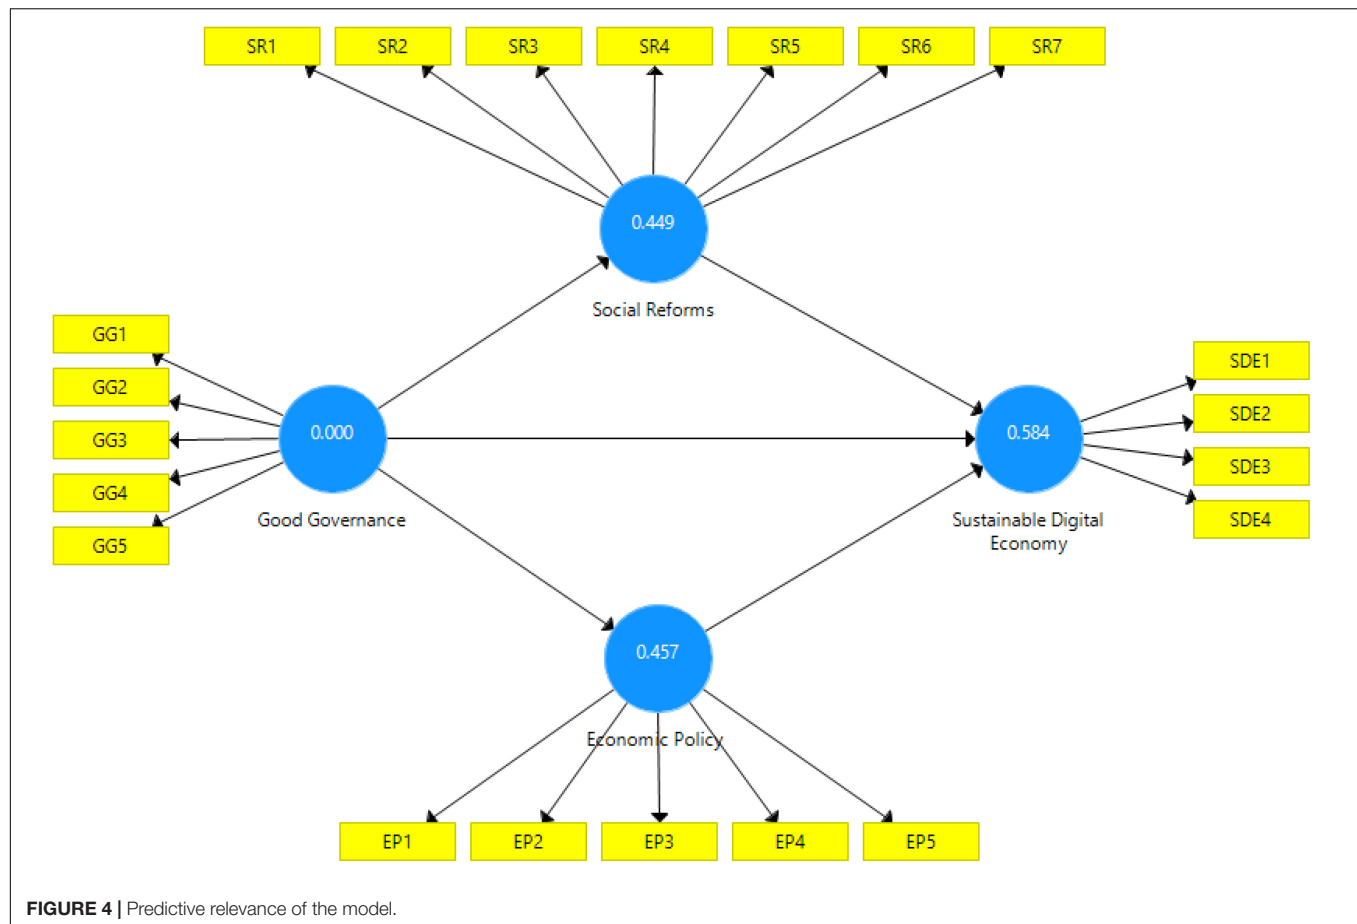 SR1 SR2 SR3 SR4 SR5 SR6 SR7
0.449
Social Reforms
GG1
GG2
GG3
GG4
GG5
0.000
Good Governance
0.584
Sustainable Digital
Economy
SDE1
SDE2
SDE3
SDE4
0.457
Economic Policy
EP1 EP2 EP3 EP4 EP5
FIGURE 4 | Predictive relevance of the model.